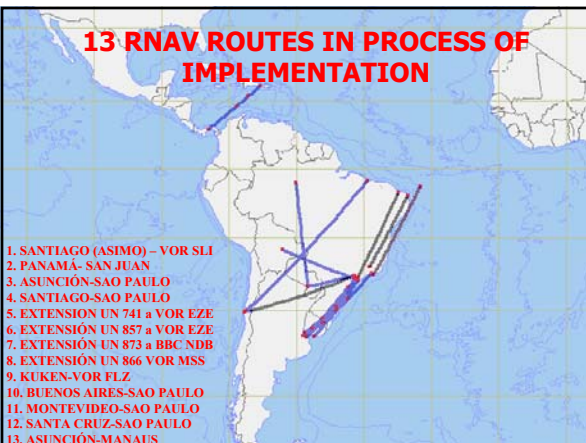 13 RNAV ROUTES IN PROCESS OF
IMPLEMENTATION
1. SANTIAGO (ASIMO) – VOR SLI
2. PANAMÁ- SAN JUAN
3. ASUNCIÓN-SAO PAULO
4. SANTIAGO-SAO PAULO
5. EXTENSION UN 741 a VOR EZE
6. EXTENSIÓN UN 857 a VOR EZE
7. EXTENSIÓN UN 873 a BBC NDB
8. EXTENSIÓN UN 866 VOR MSS
9. KUKEN-VOR FLZ
10. BUENOS AIRES-SAO PAULO
11. MONTEVIDEO-SAO PAULO
12. SANTA CRUZ-SAO PAULO
13. ASUNCIÓN-MANAUS